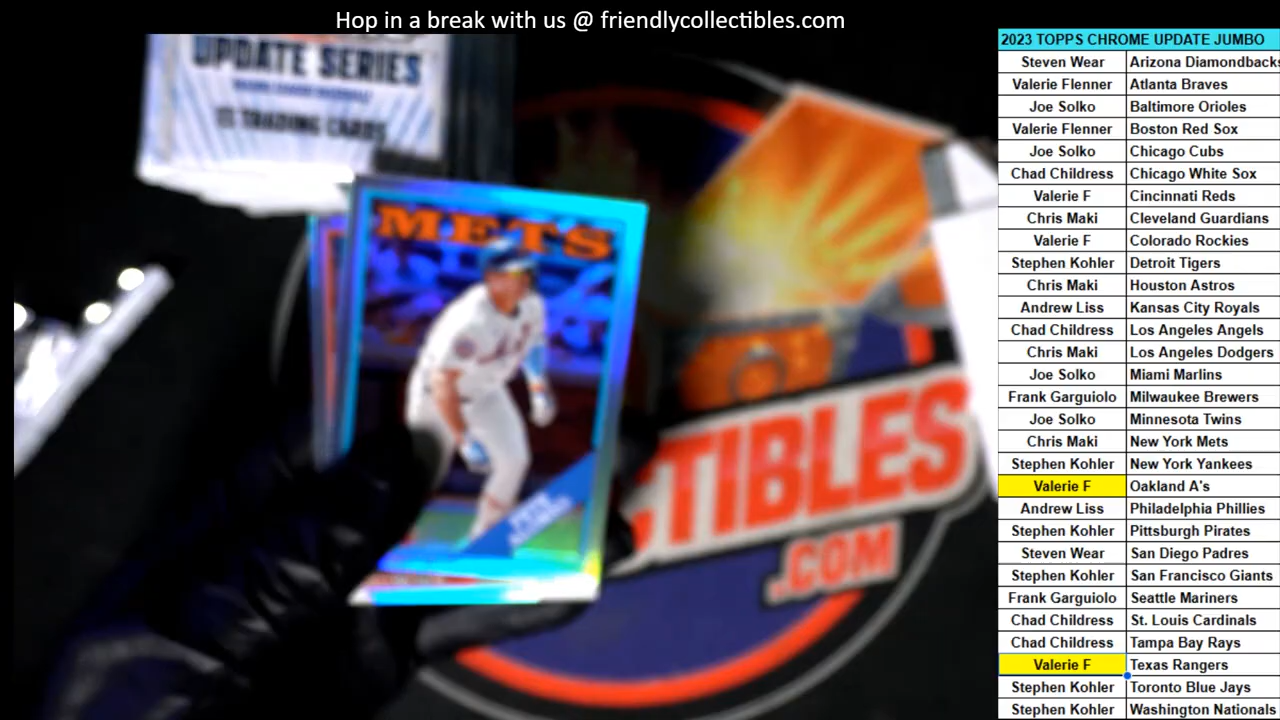 Hop in a break with us @ friendlycollectibles.com
UPDATE SERIES
TRADING CARDS
METS
TIBLES
.COM
2023 TOPPS CHROME UPDATE JUMBO
Steven Wear Arizona Diamondbacks
Valerie Flenner Atlanta Braves
Joe Solko Baltimore Orioles
Valerie Flenner Boston Red Sox
Joe Solko Chicago Cubs
Chad Childress Chicago White Sox
Valerie F Cincinnati Reds
Chris Maki Cleveland Guardians
Valerie F Colorado Rockies
Stephen Kohler Detroit Tigers
Chris Maki Houston Astros
Andrew Liss Kansas City Royals
Chad Childress Los Angeles Angels
Chris Maki Los Angeles Dodgers
Joe Solko Miami Marlins
Frank Garguiolo Milwaukee Brewers
Joe Solko Minnesota Twins
Chris Maki New York Mets
Stephen Kohler New York Yankees
Valerie F Oakland A's
Andrew Liss Philadelphia Phillies
Stephen Kohler Pittsburgh Pirates
Steven Wear San Diego Padres
Stephen Kohler San Francisco Giants
Frank Garguiolo Seattle Mariners
Chad Childress St. Louis Cardinals
Chad Childress Tampa Bay Rays
Valerie F Texas Rangers
Stephen Kohler Toronto Blue Jays
Stephen Kohler Washington Nationals